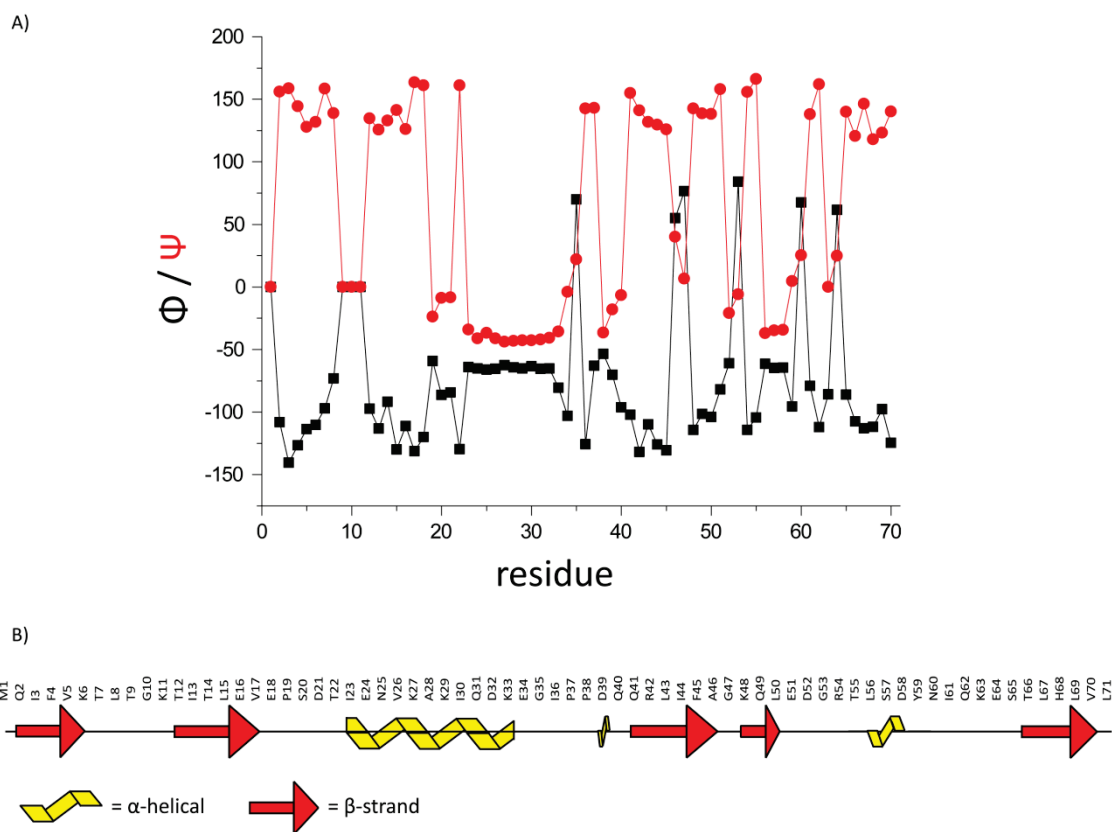 A)
200
150
100
50
0
-50
-100
-150
Φ / Ψ
0 10 20 30 40 50 60 70
residue
B)
M1 Q2 I3 F4 V5 K6 T7 L8 T9 G10 K11 T12 I13 T14 L15 E16 V17 E18 P19 S20 D21 T22 I23 E24 N25 V26 K27 K28 K29 I30 Q31 D32 K33 E34 G35 I36 P37 P38 D39 Q40 Q41 R42 L43 I44 F45 A46 G47 K48 Q49 L50 E51 D52 G53 R54 T55 L56 S57 D58 Y59 N60 I61 Q62 K63 E64 S65 T66 L67 H68 L69 V70 L71
= α-helical = β-strand